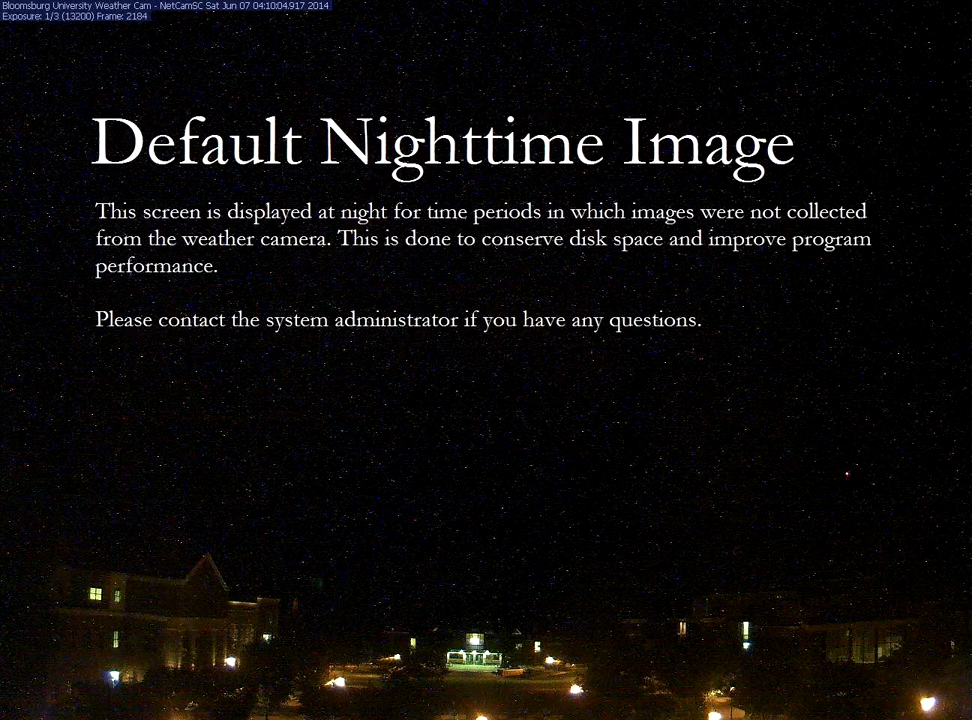 Bloomsburg University Weather Cam - NetCamSC Sat Jun 07 04:10:04.917 2014
Exposure: 1/3 (13200) Frame: 2184
Default Nighttime Image
This screen is displayed at night for time periods in which images were not collected
from the weather camera. This is done to conserve disk space and improve program
performance.
Please contact the system administrator if you have any questions.